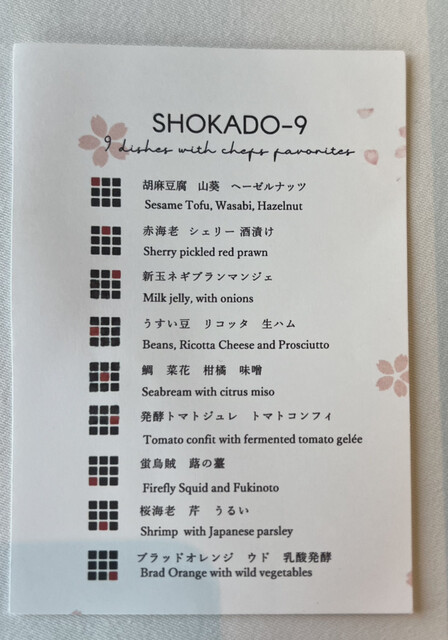 SHOKADO-9
9 dishes with chefs favorites
胡麻豆腐 山葵 ヘーゼルナッツ
Sesame Tofu, Wasabi, Hazelnut
赤海老 シェリー酒漬け
Sherry pickled red prawn
新玉ネギブランマンジェ
Milk jelly, with onions
うすい豆 リコッタ 生ハム
Beans, Ricotta Cheese and Prosciutto
鯛 菜花 柑橘 味噌
Seabream with citrus miso
発酵トマトジュレ トマトコンフィ
Tomato confit with fermented tomato gelée
蛍烏賊 蕗の薹
Firefly Squid and Fukinoto
桜海老 芹 うるい
Shrimp with Japanese parsley
ブラッドオレンジ ウド 乳酸発酵
Brad Orange with wild vegetables